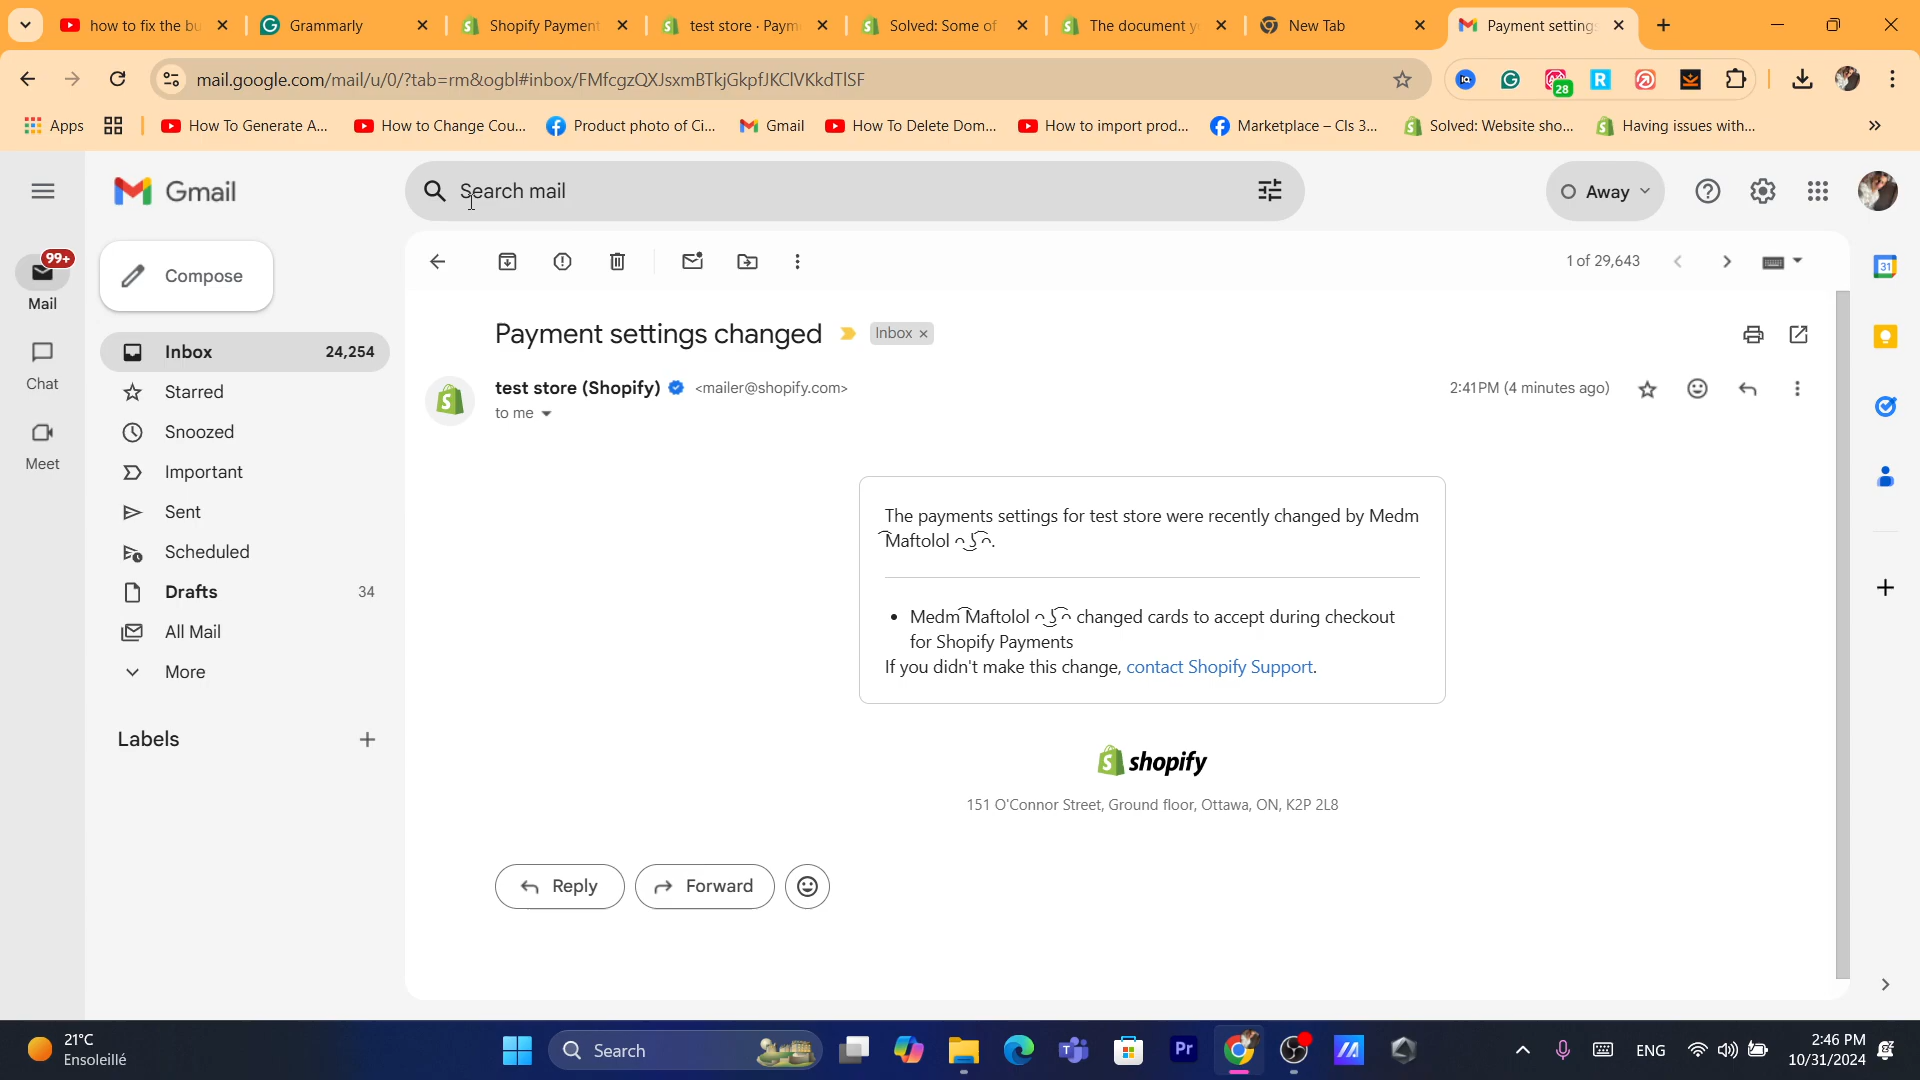 how to fix the bu
Grammarly
Shopify Payment
test store · Paym
Solved: Some of
The document y
New Tab
Payment setting
mail.google.com/mail/u/0/?tab=rm&ogbl#inbox/FMfcgzQXJsxmBTkjGkpfJKClVKkdTlSF
28
Apps
How To Generate A...
How to Change Cou...
Product photo of Ci...
Gmail
How To Delete Dom...
How to import prod...
Marketplace – Cls 3...
Solved: Website sho...
Having issues with...
Gmail
Search mail
Away
99+
Mail
Compose
1 of 29,643
31
Chat
Meet
Inbox 24,254
Starred
Snoozed
Important
Sent
Scheduled
Drafts 34
All Mail
More
Labels
Payment settings changed
Inbox
test store (Shopify) <mailer@shopify.com>
2:41 PM (4 minutes ago)
to me
The payments settings for test store were recently changed by Medm
Maftolol
Medm Maftolol changed cards to accept during checkout
for Shopify Payments
If you didn't make this change, contact Shopify Support.
shopify
151 O'Connor Street, Ground floor, Ottawa, ON, K2P 2L8
Reply
Forward
21°C
Ensoleillé
Search
Pr
ENG
2:46 PM
10/31/2024